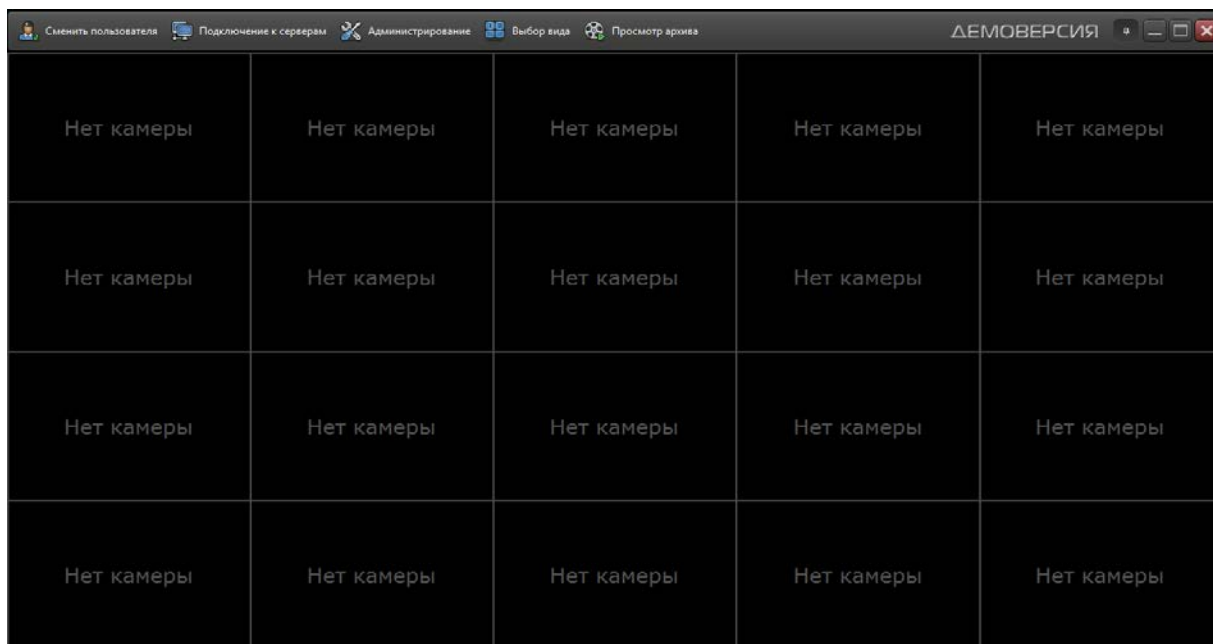 Сменить пользователя Подключение к серверам Администрирование Выбор вида Просмотр архива ДЕМОВЕРСИЯ
Нет камеры Нет камеры Нет камеры Нет камеры Нет камеры
Нет камеры Нет камеры Нет камеры Нет камеры Нет камеры
Нет камеры Нет камеры Нет камеры Нет камеры Нет камеры
Нет камеры Нет камеры Нет камеры Нет камеры Нет камеры